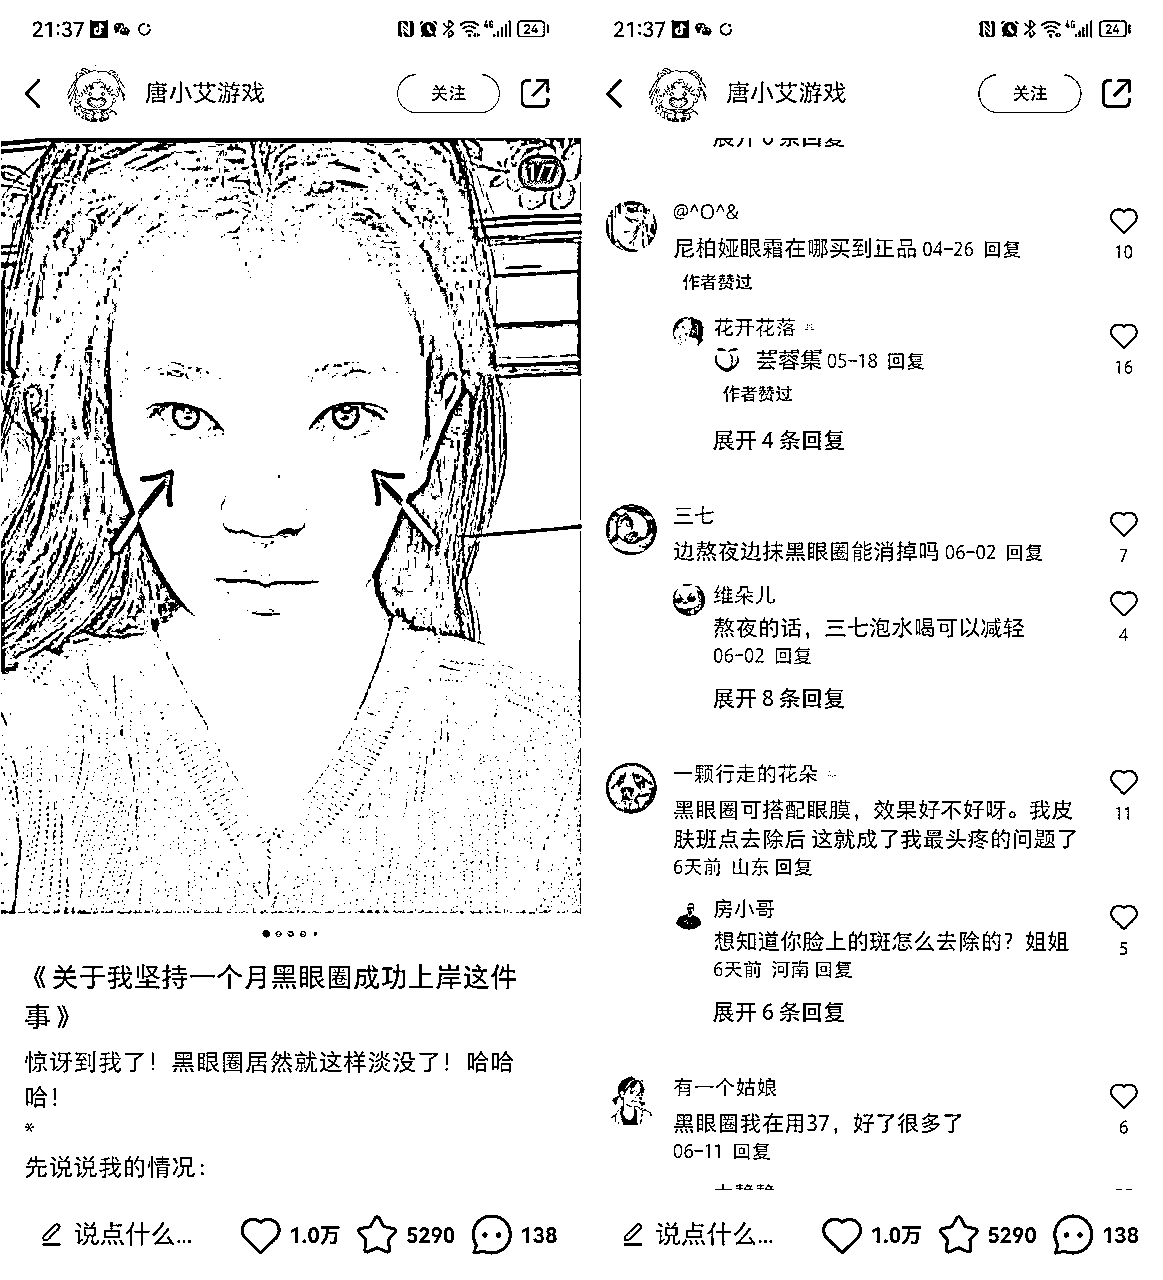 21:37
4G
24
唐小艾游戏
关注
1/7
《关于我坚持一个月黑眼圈成功上岸这件
事》
惊讶到我了！黑眼圈居然就这样淡没了！哈哈
哈！
*
先说说我的情况：
说点什么...
1.0万
5290
138
21:37
4G
24
唐小艾游戏
关注
@^O^&
尼柏娅眼霜在哪买到正品 04-26 回复
10
作者赞过
花开花落
芸蓉集 05-18 回复
16
作者赞过
展开 4 条回复
三七
边熬夜边抹黑眼圈能消掉吗 06-02 回复
7
维朵儿
熬夜的话，三七泡水喝可以减轻
4
06-02 回复
展开 8 条回复
一颗行走的花朵
黑眼圈可搭配眼膜，效果好不好呀。我皮
11
肤班点去除后 这就成了我最头疼的问题了
6天前 山东 回复
房小哥
想知道你脸上的斑怎么去除的？姐姐
5
6天前 河南 回复
展开 6 条回复
有一个姑娘
黑眼圈我在用37，好了很多了
6
06-11 回复
说点什么...
1.0万
5290
138